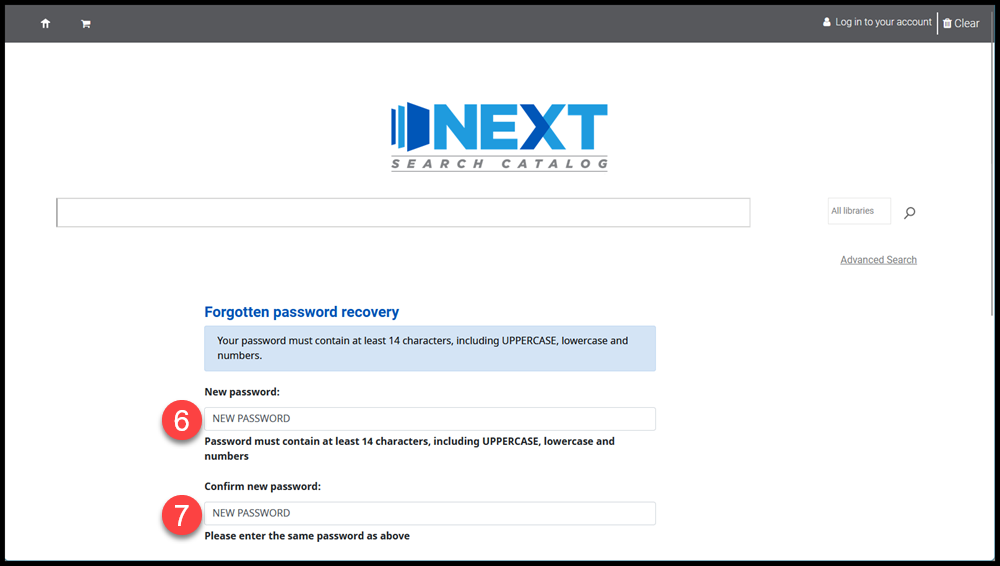 Log in to your account
Clear
NEXT
SEARCH CATALOG
All libraries
Advanced Search
Forgotten password recovery
Your password must contain at least 14 characters, including UPPERCASE, lowercase and
numbers.
New password:
6
NEW PASSWORD
Password must contain at least 14 characters, including UPPERCASE, lowercase and
numbers
Confirm new password:
7
NEW PASSWORD
Please enter the same password as above